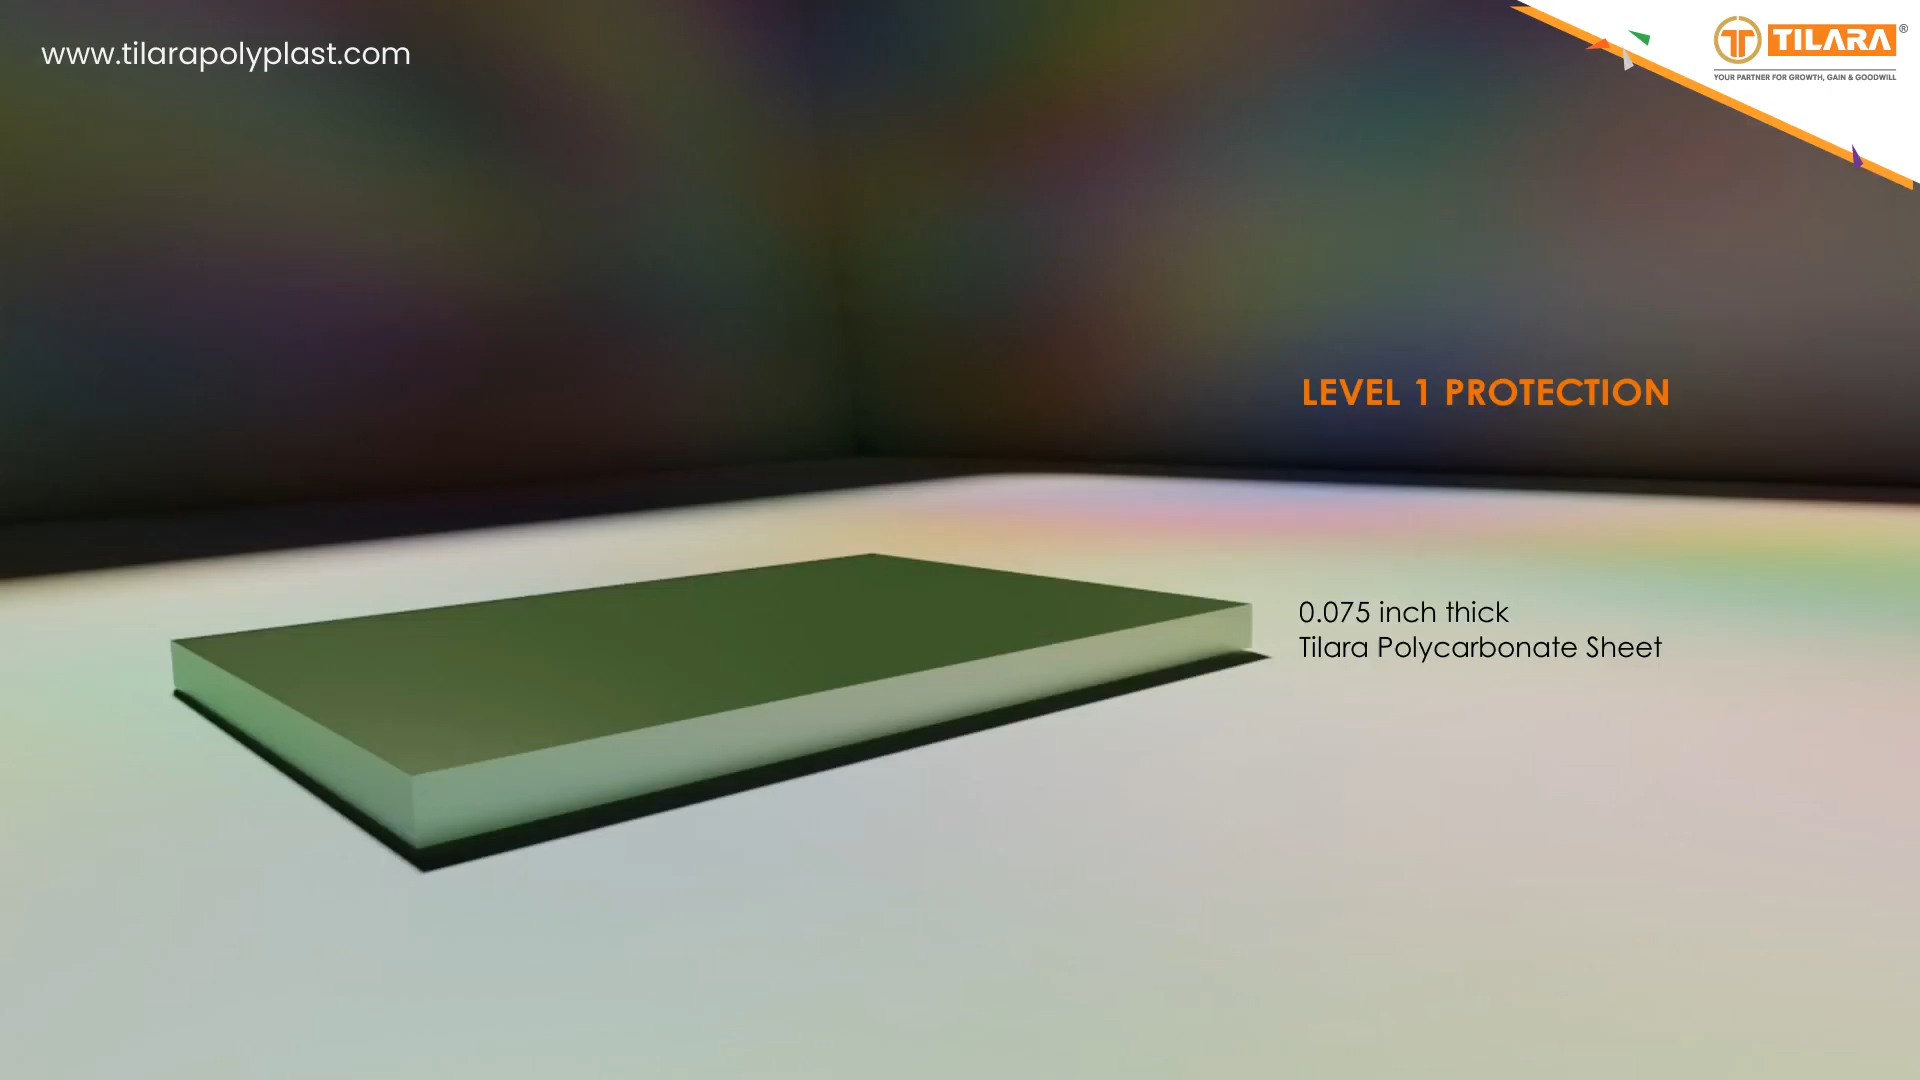 www.tilarapolyplast.com
TILARA®
YOUR PARTNER FOR GROWTH, GAIN & GOODWILL
LEVEL 1 PROTECTION
0.075 inch thick
Tilara Polycarbonate Sheet